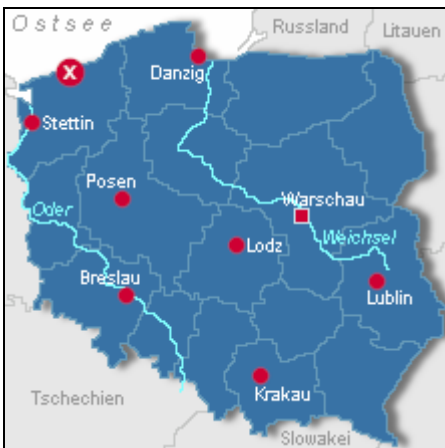 Ostsee
Russland
Litauen
X
Danzig
Stettin
Posen
Warschau
Oder
Weichsel
Lodz
Breslau
Lublin
Krakau
Tschechien
Slowakei